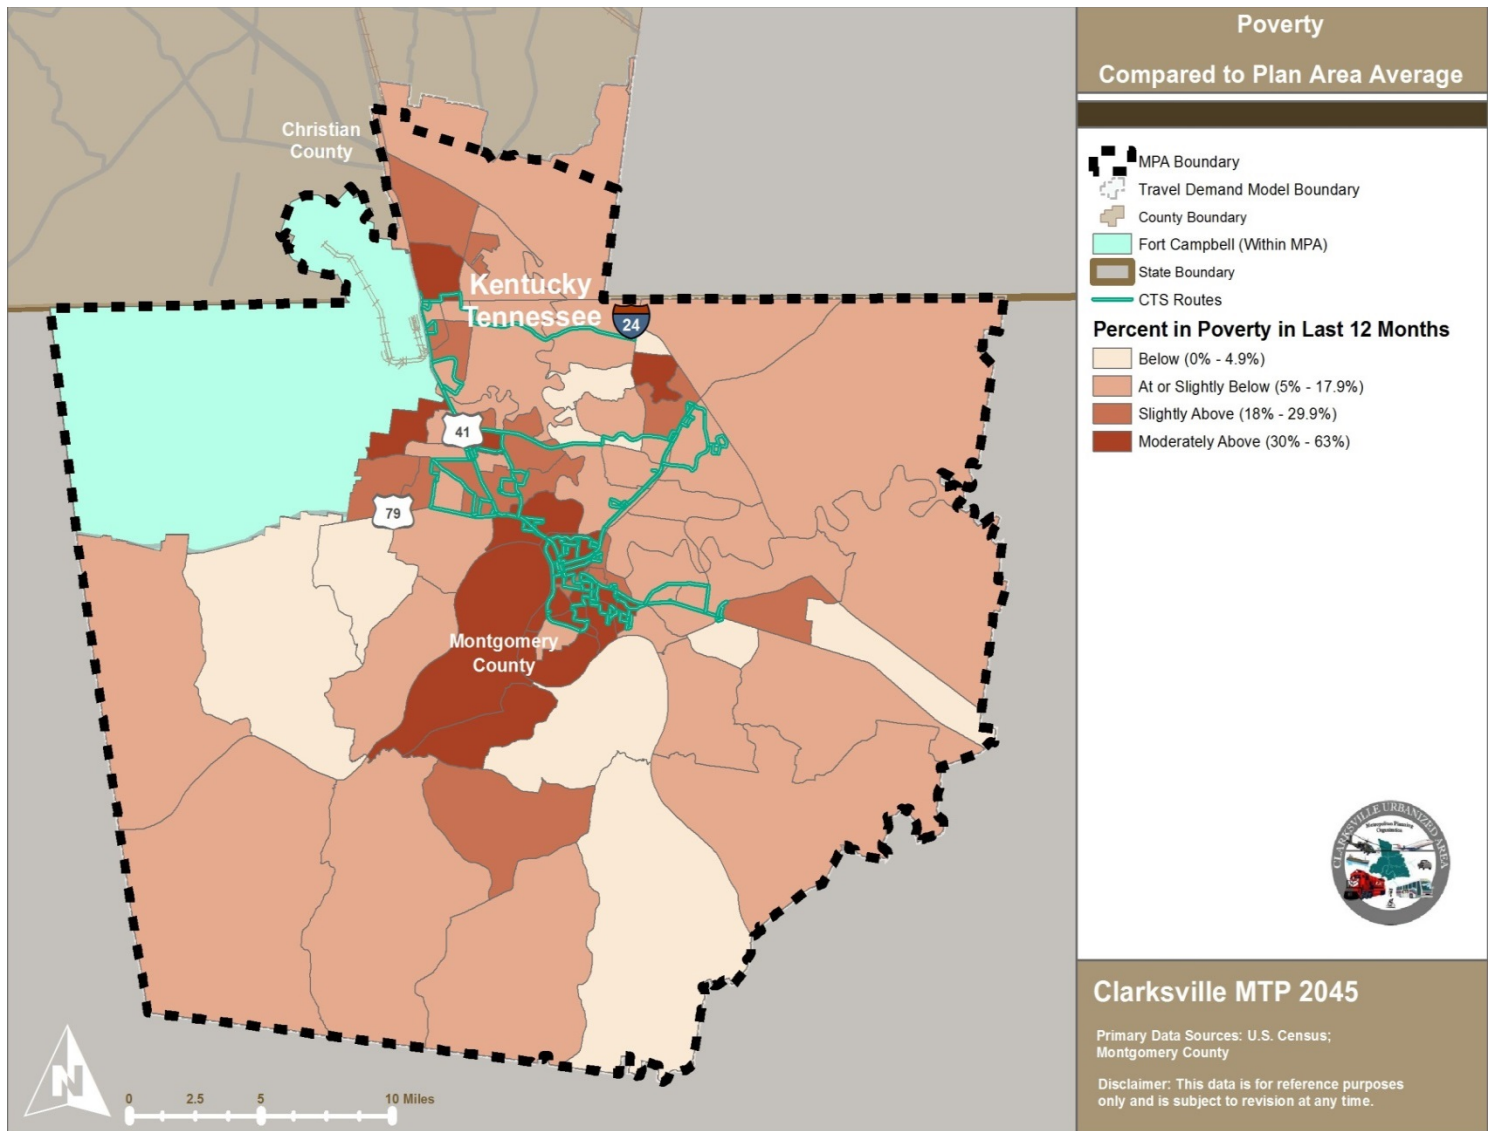 Poverty
Compared to Plan Area Average
MPA Boundary
Travel Demand Model Boundary
County Boundary
Fort Campbell (Within MPA)
State Boundary
CTS Routes
Percent in Poverty in Last 12 Months
Below (0% - 4.9%)
At or Slightly Below (5% - 17.9%)
Slightly Above (18% - 29.9%)
Moderately Above (30% - 63%)
Christian
County
Kentucky
Tennessee
24
41
79
Montgomery
County
CLARKSVILLE URBANIZED AREA
Metropolitan Planning
Organization
Clarksville MTP 2045
Primary Data Sources: U.S. Census;
Montgomery County
Disclaimer: This data is for reference purposes
only and is subject to revision at any time.
N
0 2.5 5 10 Miles